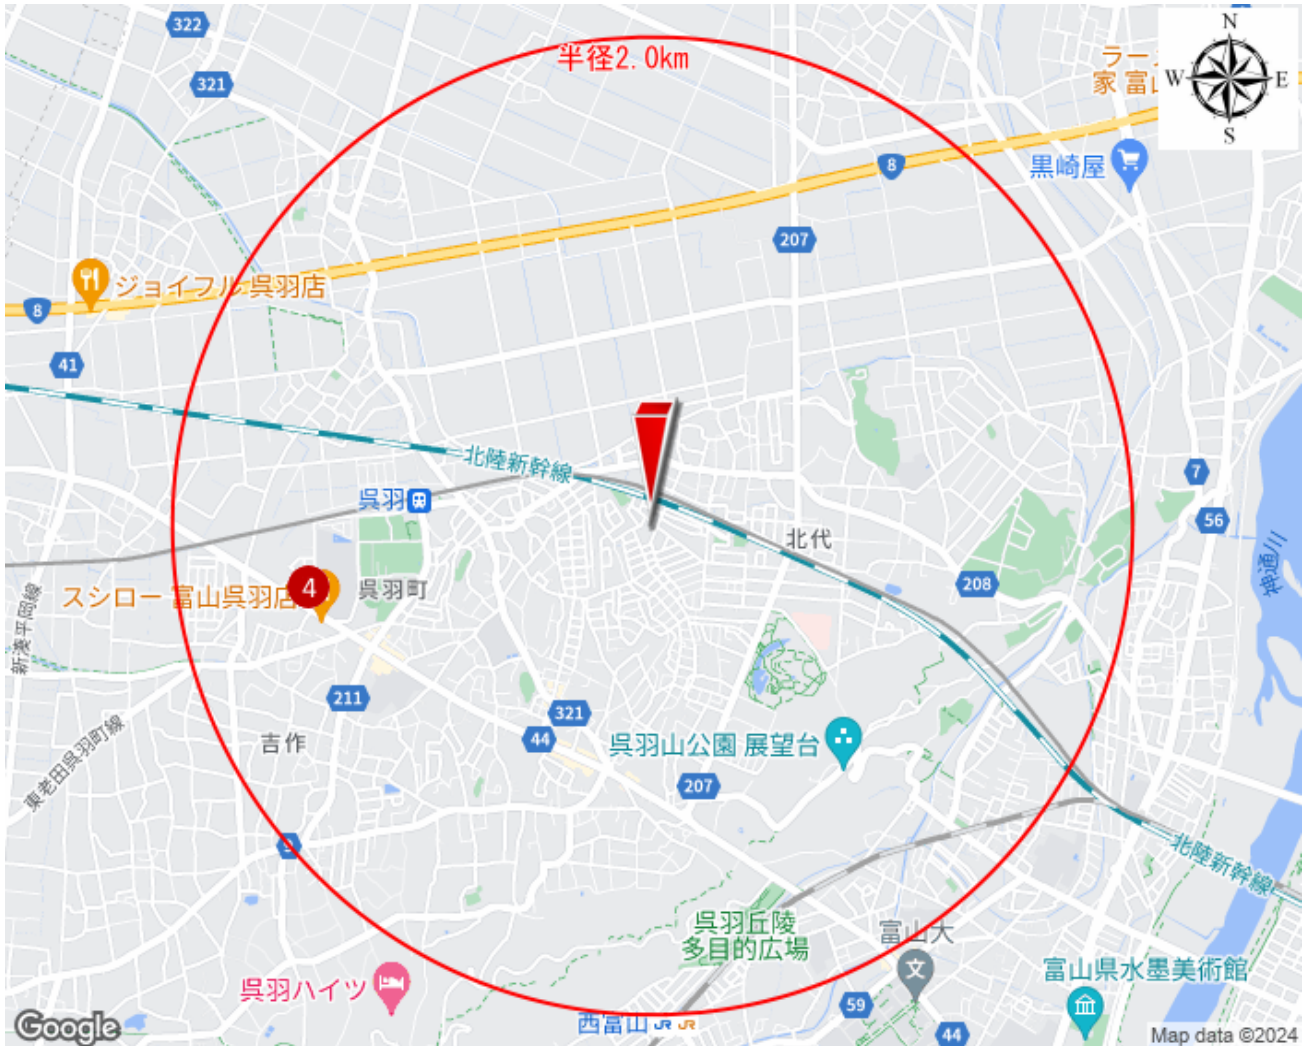 322
N
半径2.0km
ラー
家 富山
W
E
321
S
8
黒崎屋
207
ジョイフル 呉羽店
8
41
北陸新幹線
7
呉羽
56
北代
神通川
208
スシロー 富山呉羽店
4
呉羽町
新湊平岡線
211
321
吉作
44
呉羽山公園 展望台
東老田呉羽町線
207
北陸新幹線
呉羽丘陵
多目的広場
富山大
富山県水墨美術館
呉羽ハイツ
59
西富山 JR JR
44
Google
Map data ©2024